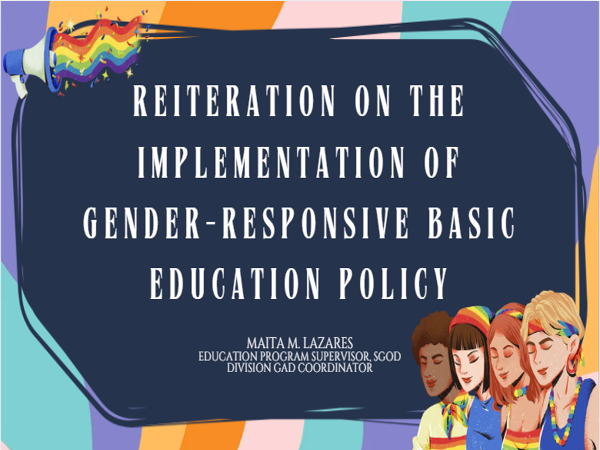 REITERATION ON THE
IMPLEMENTATION OF
GENDER-RESPONSIVE BASIC
EDUCATION POLICY
MAITA M. LAZARES
EDUCATION PROGRAM SUPERVISOR, SGOD
DIVISION GAD COORDINATOR